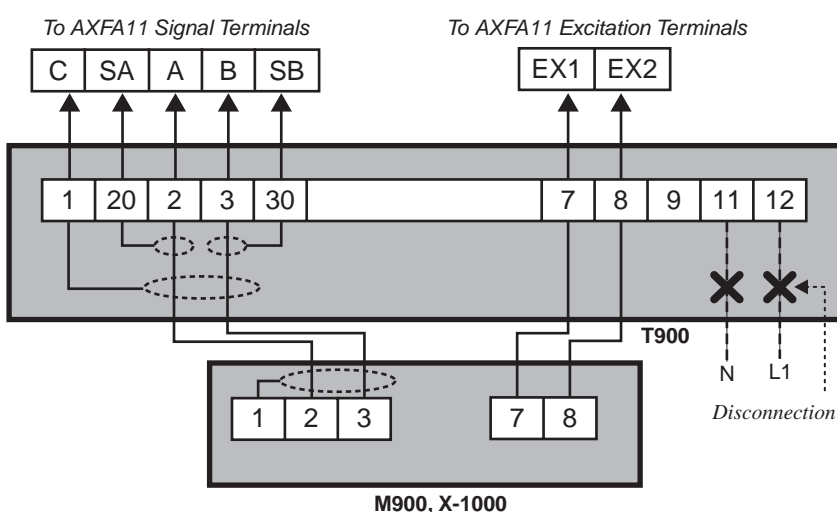 To AXFA11 Signal Terminals
To AXFA11 Excitation Terminals
C SA A B SB
EX1 EX2
1 20 2 3 30
7 8 9 11 12
T900
N L1
Disconnection
1 2 3
7 8
M900, X-1000